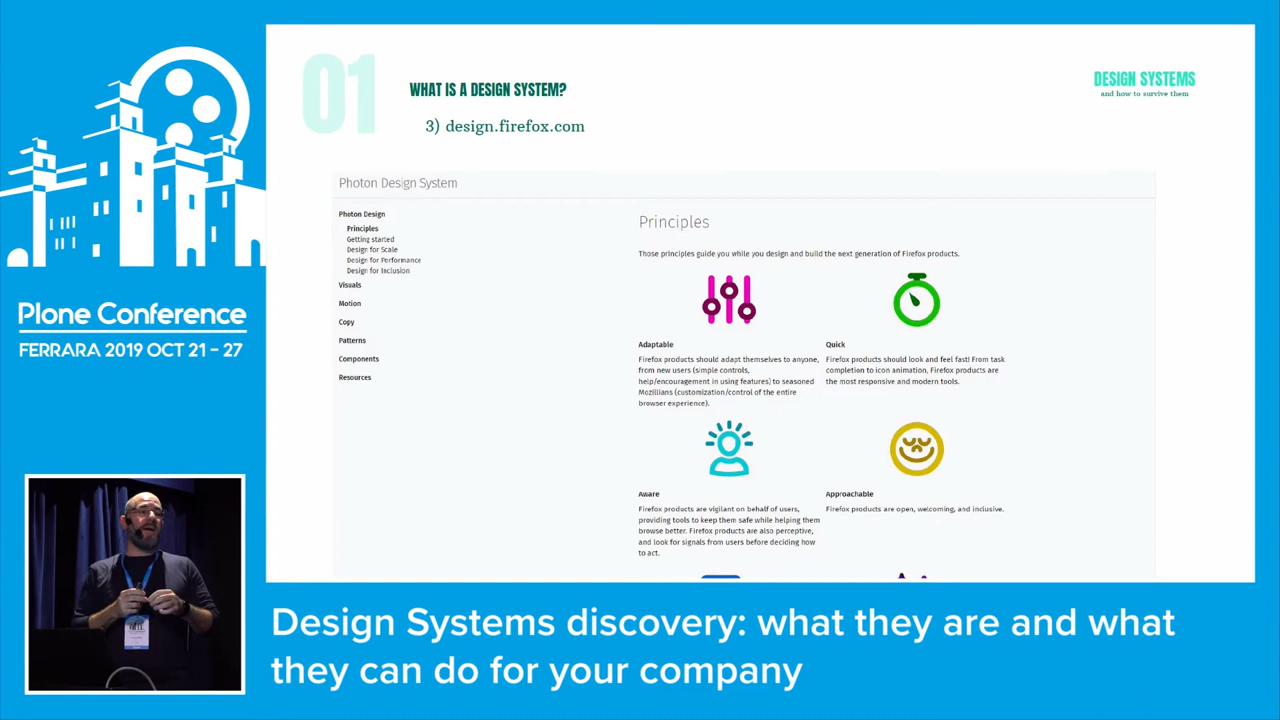 01
WHAT IS A DESIGN SYSTEM?
3) design.firefox.com
DESIGN SYSTEMS
and how to survive them
Photon Design System
Photon Design
Principles
Getting started
Design for Scale
Design for Performance
Design for Inclusion
Visuals
Motion
Copy
Patterns
Components
Resources
Principles
Those principles guide you while you design and build the next generation of Firefox products.
Adaptable
Firefox products should adapt themselves to anyone,
from new users (simple controls,
help/encouragement in using features) to seasoned
Mozillians (customization/control of the entire
browser experience).
Quick
Firefox products should look and feel fast! From task
completion to icon animation, Firefox products are
the most responsive and modern tools.
Aware
Firefox products are vigilant on behalf of users,
providing tools to keep them safe while helping them
browse better. Firefox products are also perceptive,
and look for signals from users before deciding how
to act.
Approachable
Firefox products are open, welcoming, and inclusive.
Plone Conference
FERRARA 2019 OCT 21 - 27
Design Systems discovery: what they are and what
they can do for your company